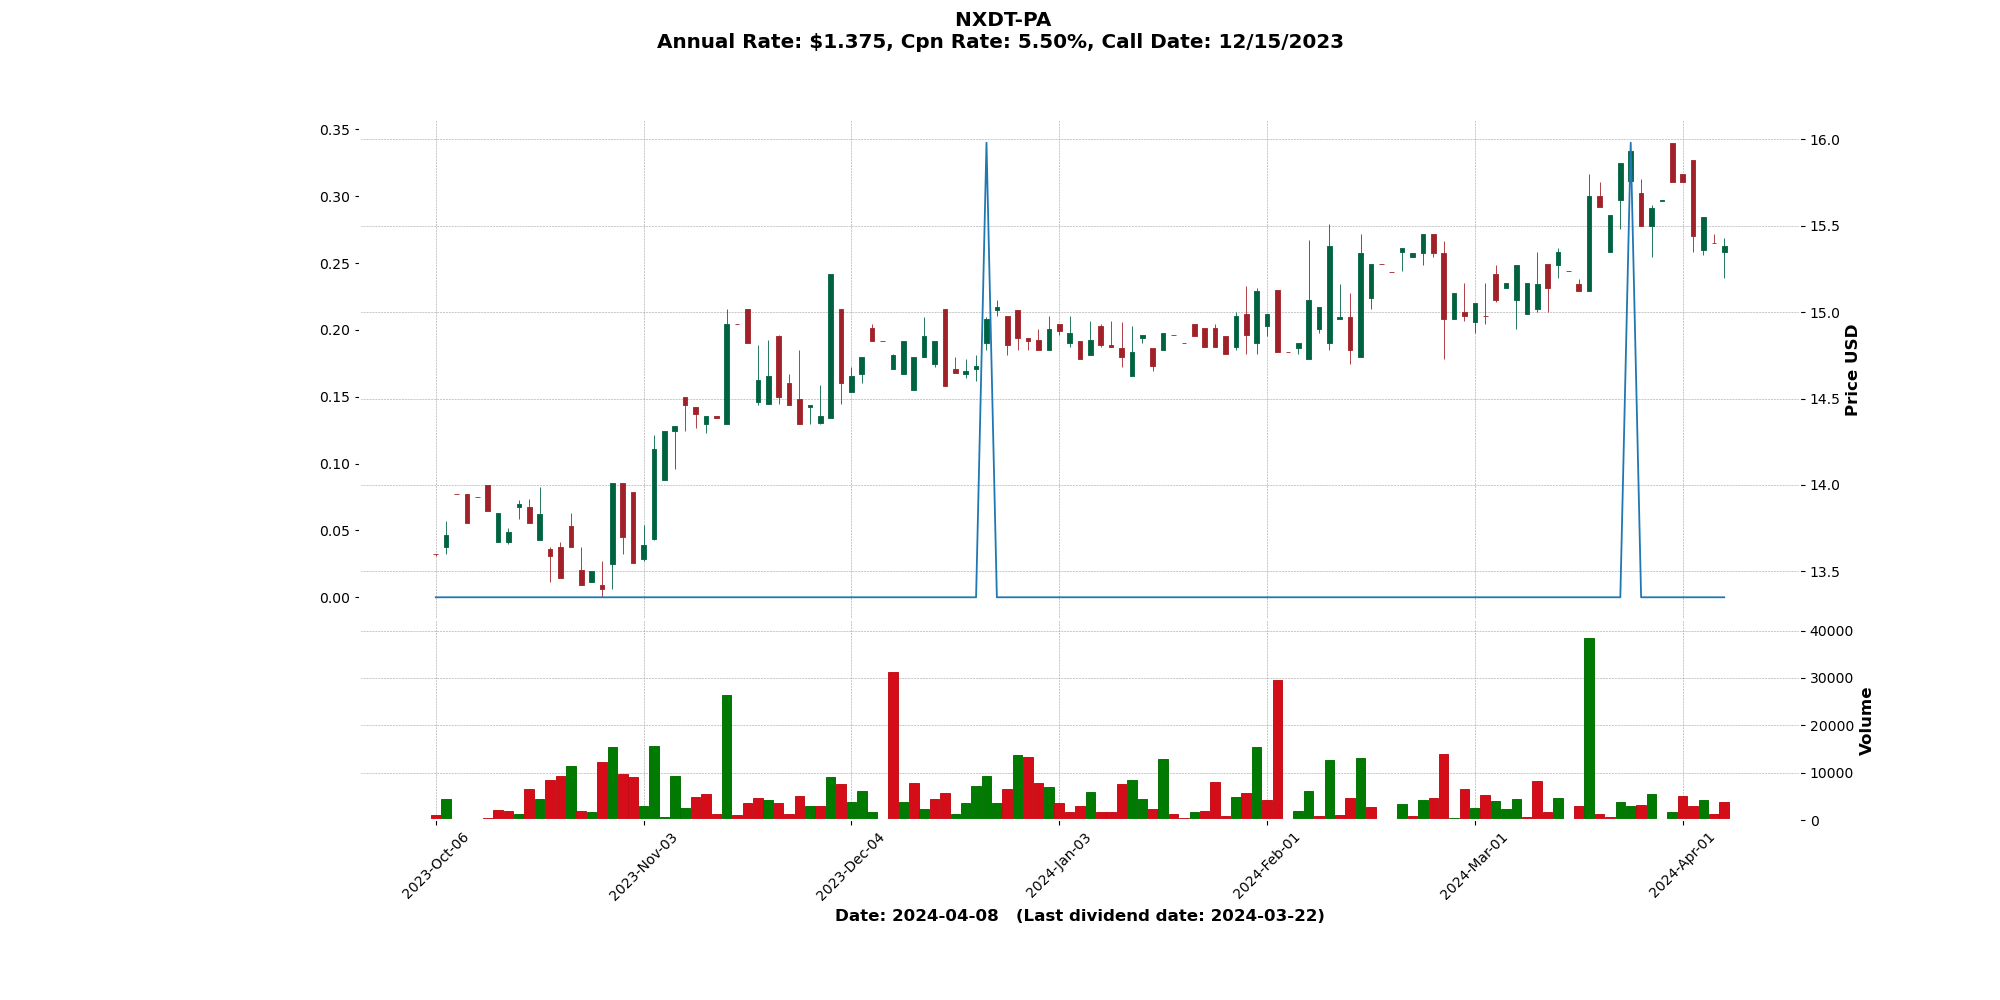 NXDT-PA
Annual Rate: $1.375, Cpn Rate: 5.50%, Call Date: 12/15/2023
0.35
0.30
0.25
0.20
0.15
0.10
0.05
0.00
16.0
15.5
15.0
14.5
14.0
13.5
Price USD
40000
30000
20000
10000
0
Volume
2023-Oct-06
2023-Nov-03
2023-Dec-04
2024-Jan-03
2024-Feb-01
2024-Mar-01
2024-Apr-01
Date: 2024-04-08 (Last dividend date: 2024-03-22)